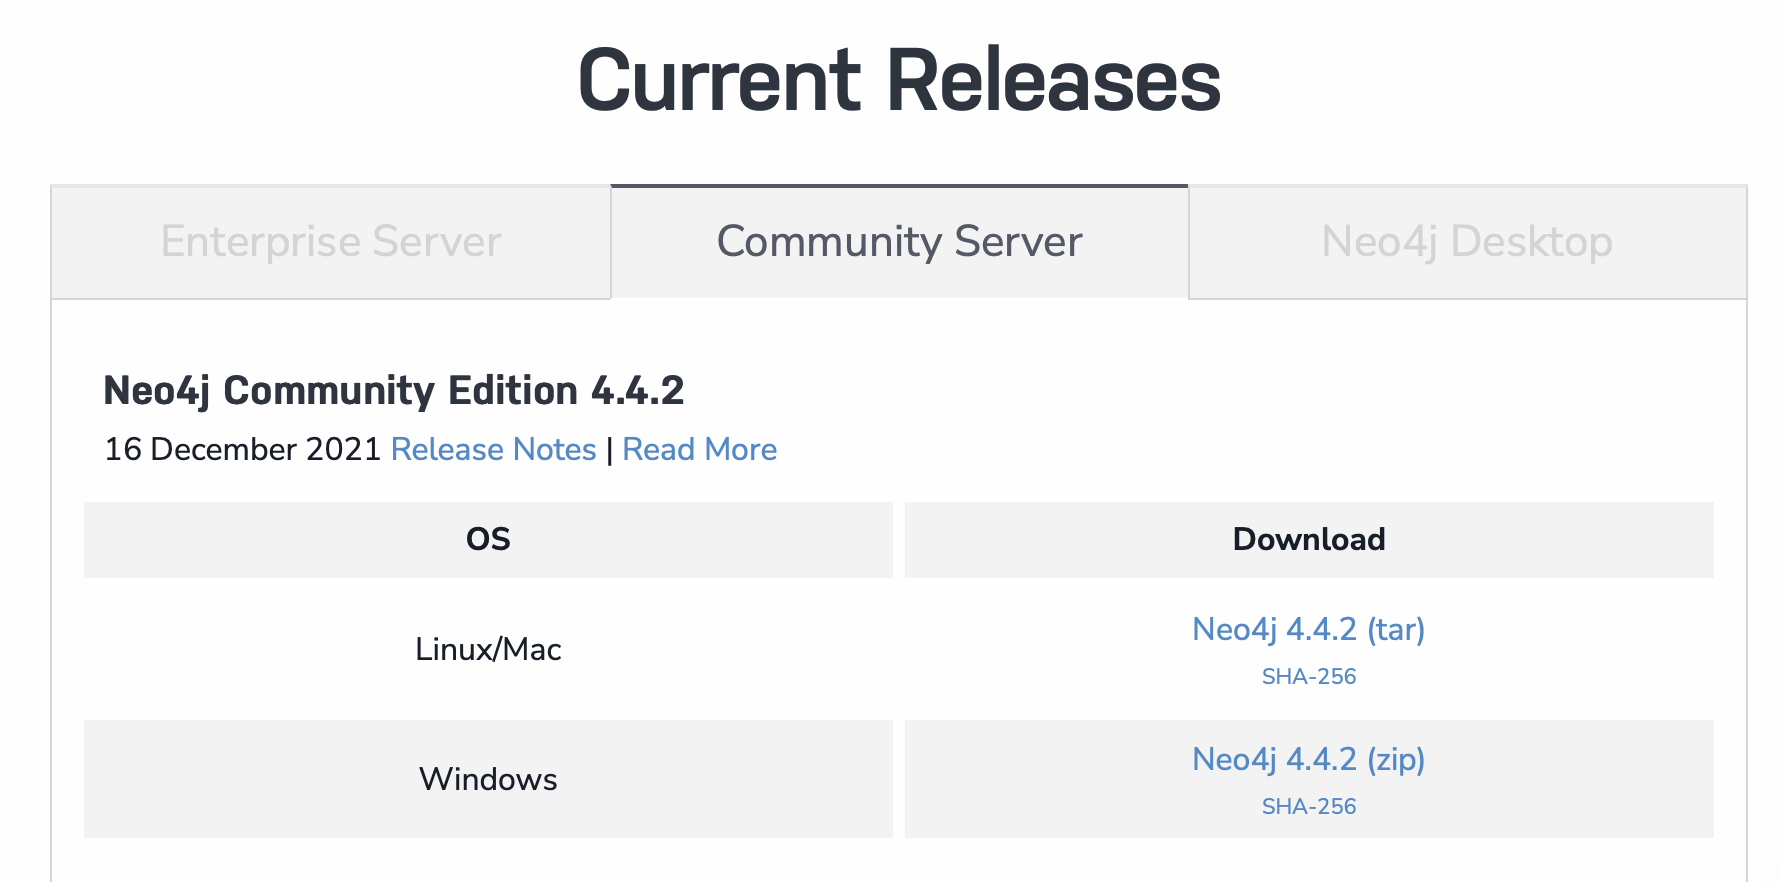 Current Releases
Enterprise Server
Community Server
Neo4j Desktop
Neo4j Community Edition 4.4.2
16 December 2021 Release Notes | Read More
OS
Download
Linux/Mac
Neo4j 4.4.2 (tar)
SHA-256
Windows
Neo4j 4.4.2 (zip)
SHA-256